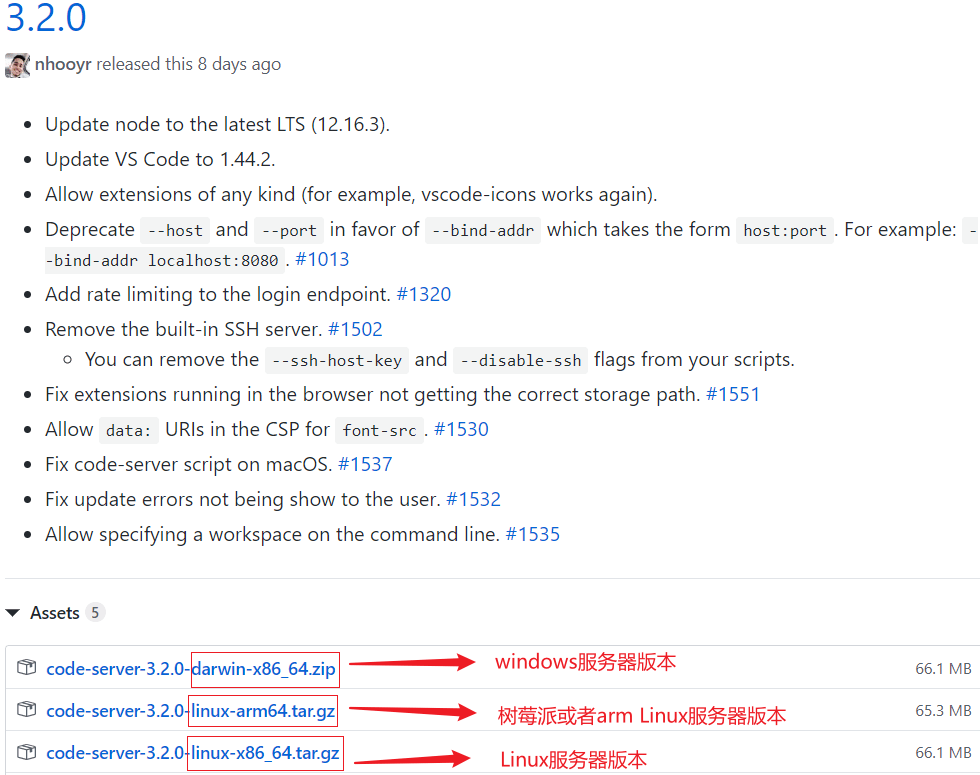 3.2.0
nhooyr released this 8 days ago
Update node to the latest LTS (12.16.3).
Update VS Code to 1.44.2.
Allow extensions of any kind (for example, vscode-icons works again).
Deprecate --host and --port in favor of --bind-addr which takes the form host:port. For example: -
-bind-addr localhost:8080. #1013
Add rate limiting to the login endpoint. #1320
Remove the built-in SSH server. #1502
You can remove the --ssh-host-key and --disable-ssh flags from your scripts.
Fix extensions running in the browser not getting the correct storage path. #1551
Allow data: URIs in the CSP for font-src. #1530
Fix code-server script on macOS. #1537
Fix update errors not being show to the user. #1532
Allow specifying a workspace on the command line. #1535
Assets 5
code-server-3.2.0-darwin-x86_64.zip windows服务器版本 66.1 MB
code-server-3.2.0-linux-arm64.tar.gz 树莓派或者arm Linux服务器版本 65.3 MB
code-server-3.2.0-linux-x86_64.tar.gz Linux服务器版本 66.1 MB